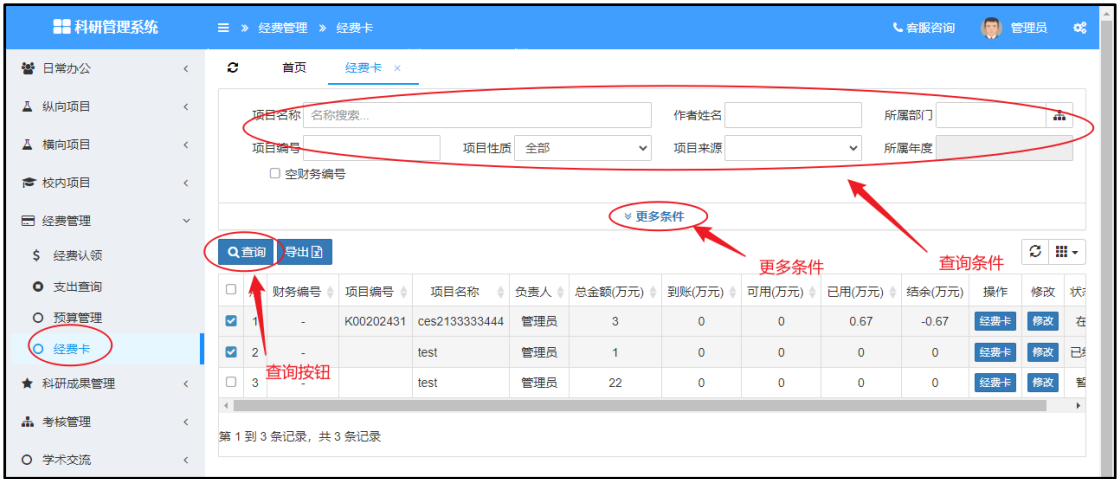 科研管理系统
经费管理 经费卡
客服咨询 管理员
日常办公
纵向项目
横向项目
校内项目
经费管理
经费认领
支出查询
预算管理
经费卡
科研成果管理
考核管理
学术交流
首页 经费卡 ×
项目名称 名称搜索... 作者姓名 所属部门
项目编号 项目性质 全部 项目来源 所属年度
空财务编号
更多条件
查询 导出
更多条件 查询条件
财务编号 项目编号 项目名称 负责人 总金额(万元) 到账(万元) 可用(万元) 已用(万元) 结余(万元) 操作 修改
1 - K00202431 ces2133333444 管理员 3 0 0 0.67 -0.67 经费卡 修改 在
2 - test 管理员 1 0 0 0 0 经费卡 修改
查询按钮
3 - test 管理员 22 0 0 0 0 经费卡 修改
第 1 到 3 条记录，共 3 条记录